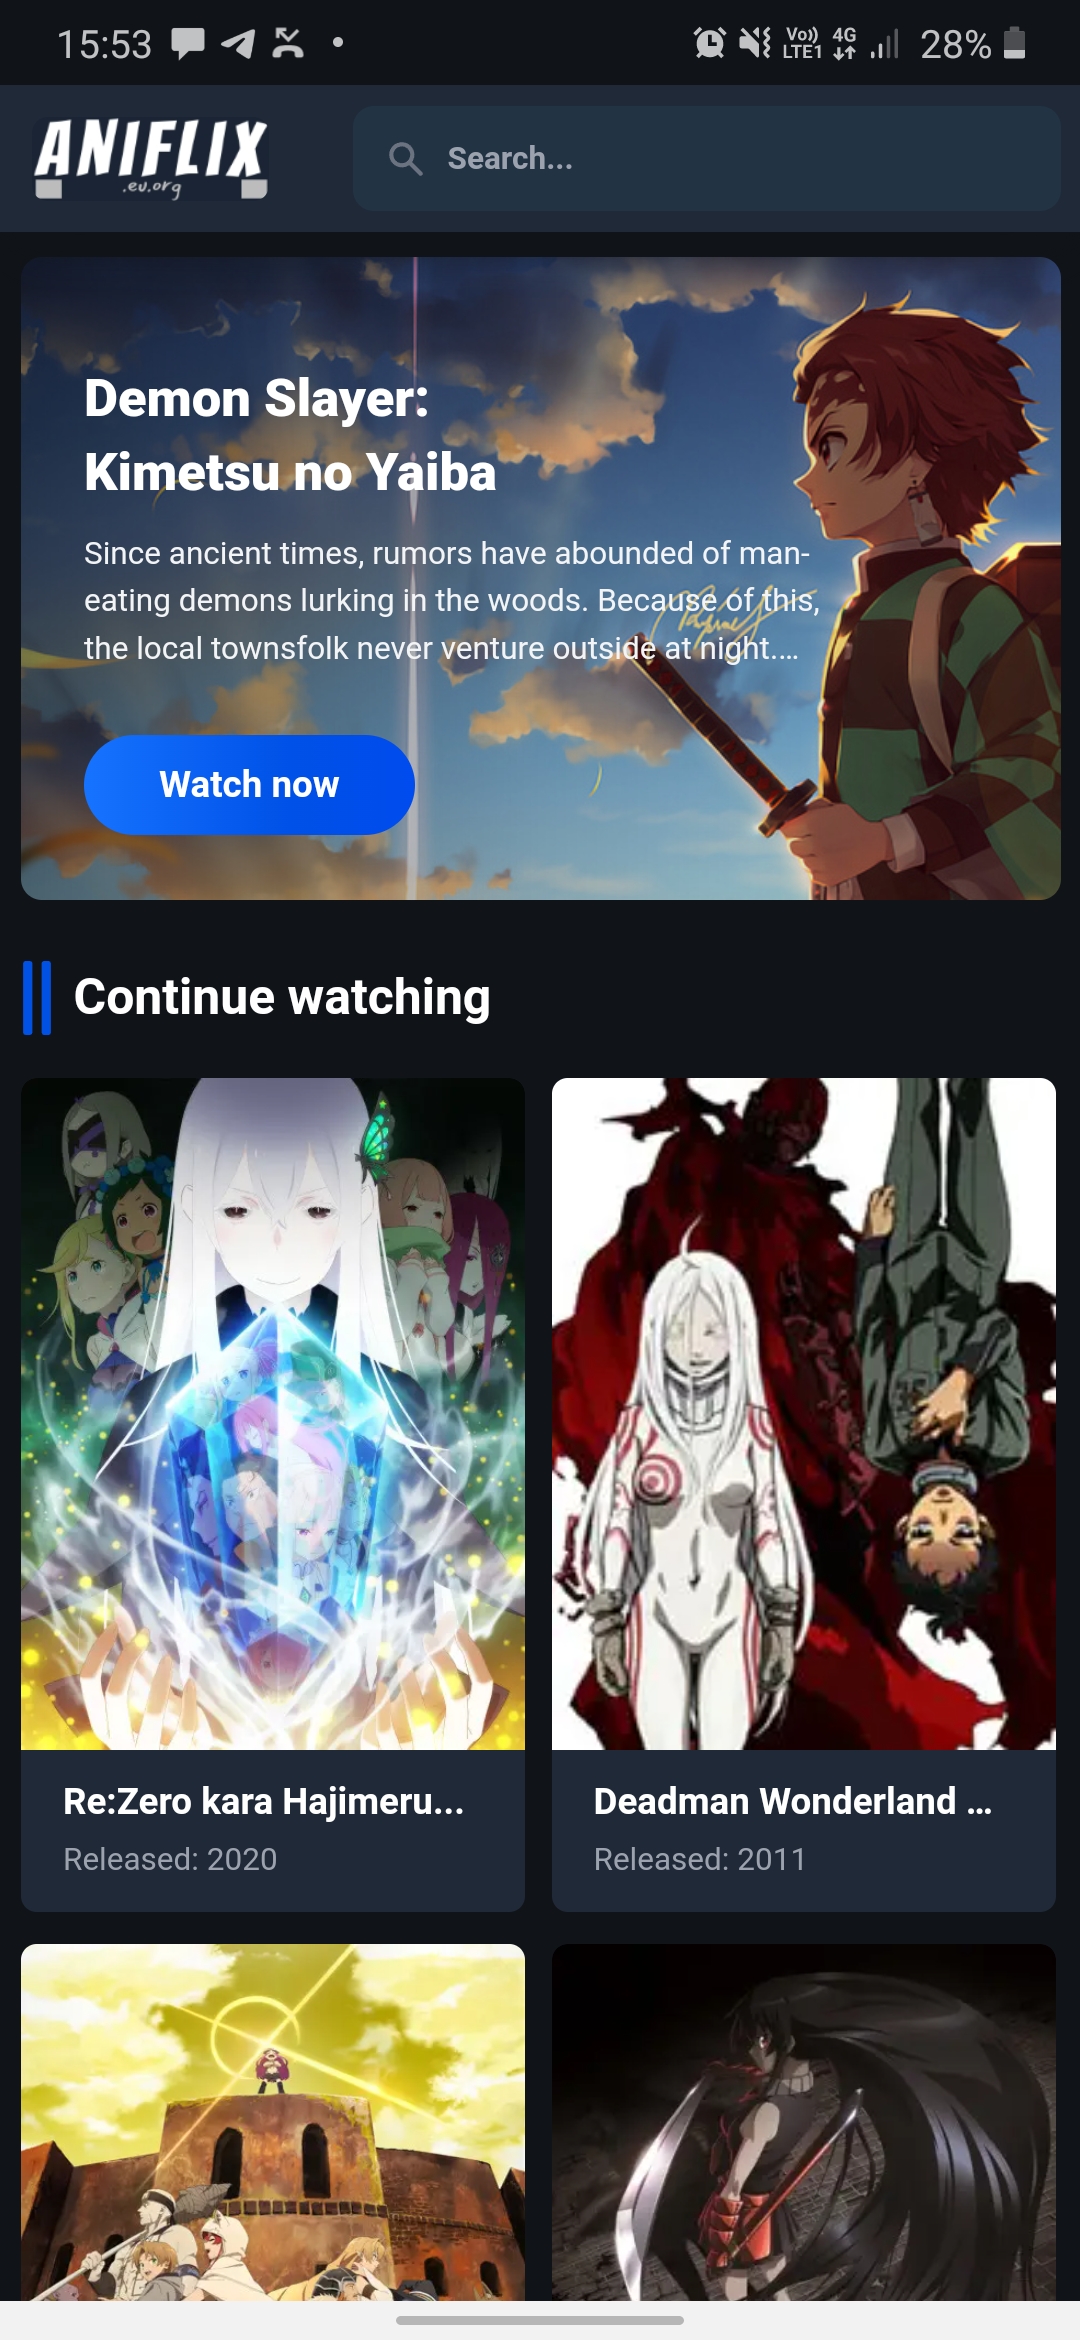 15:53
Vo)) LTE1 4G 28%
ANIFLIX
.eu.org
Search...
Demon Slayer:
Kimetsu no Yaiba
Since ancient times, rumors have abounded of man-
eating demons lurking in the woods. Because of this,
the local townsfolk never venture outside at night....
Watch now
Continue watching
Re:Zero kara Hajimeru...
Released: 2020
Deadman Wonderland ...
Released: 2011